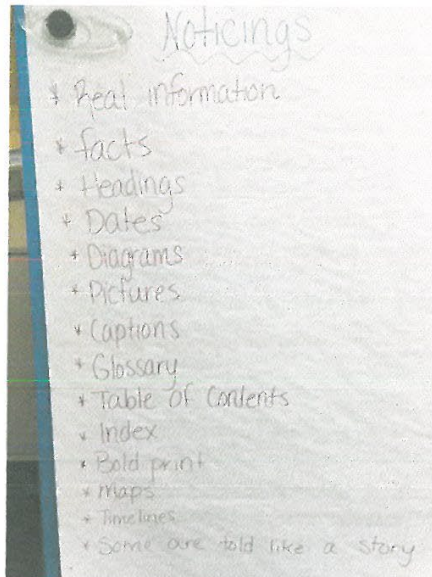 Noticings
* Real information
* facts
* Headings
* Dates
* Diagrams
* Pictures
* Captions
* Glossary
* Table of Contents
* Index
* Bold print
* maps
* Timelines
* Some are told like a story